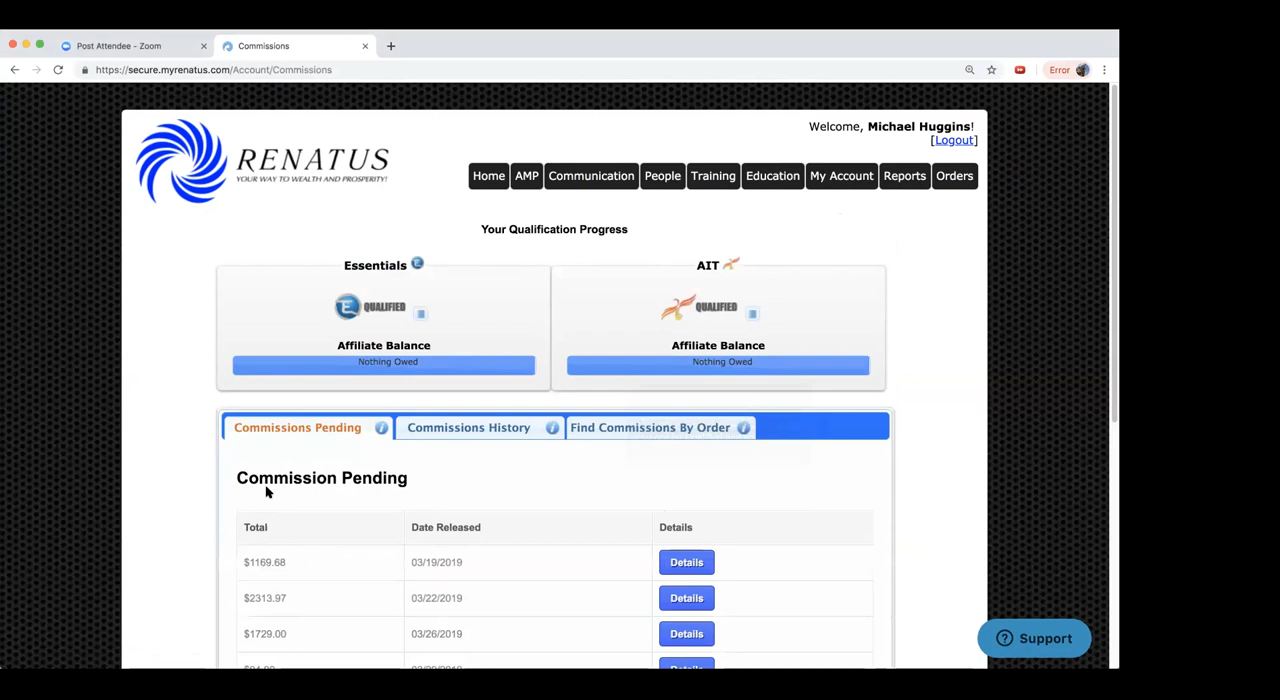 Post Attendee - Zoom
Commissions
https://secure.myrenatus.com/Account/Commissions
Error
Welcome, Michael Huggins!
[Logout]
RENATUS
YOUR WAY TO WEALTH AND PROSPERITY!
Home AMP Communication People Training Education My Account Reports Orders
Your Qualification Progress
Essentials
AIT
E QUALIFIED
QUALIFIED
Affiliate Balance
Affiliate Balance
Nothing Owed
Nothing Owed
Commissions Pending
Commissions History
Find Commissions By Order
Commission Pending
Total Date Released Details
$1169.68 03/19/2019 Details
$2313.97 03/22/2019 Details
$1729.00 03/26/2019 Details
Support